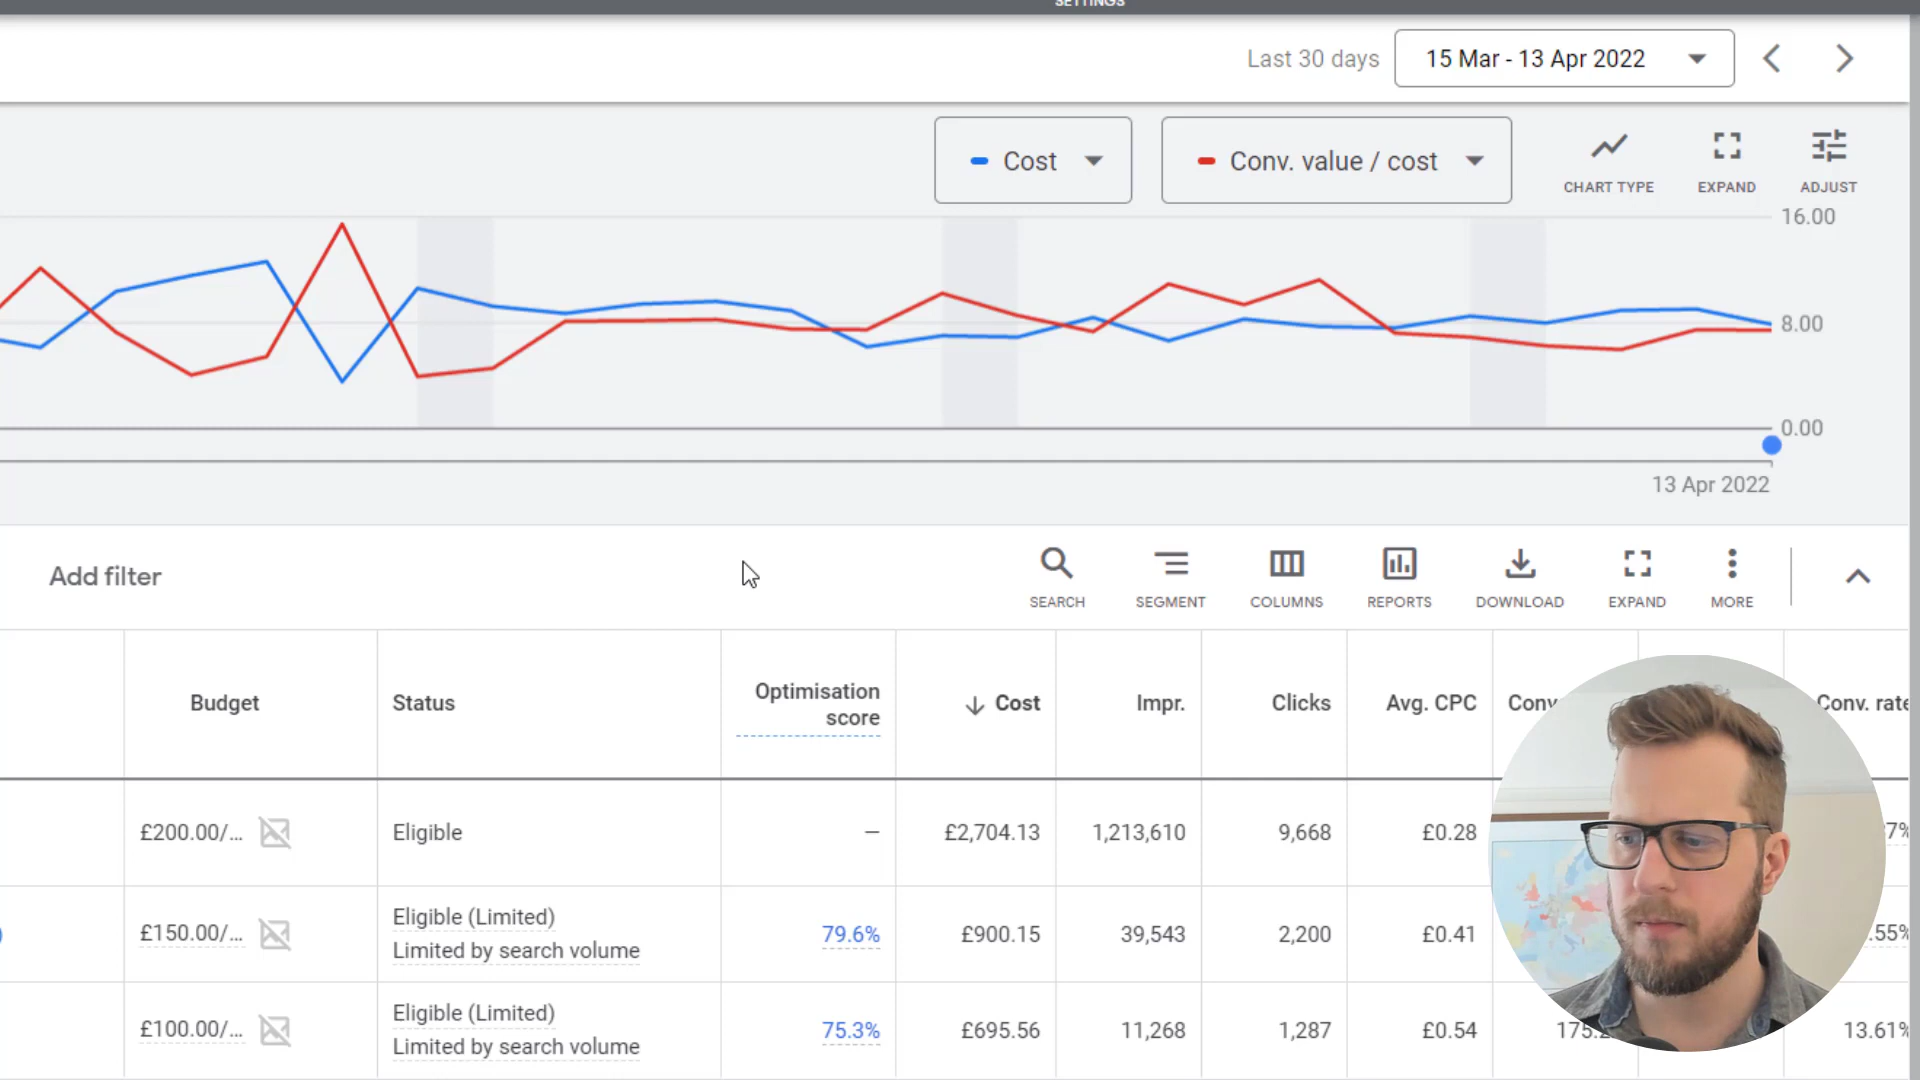 SETTINGS
Last 30 days
15 Mar - 13 Apr 2022
Cost
Conv. value / cost
CHART TYPE
EXPAND
ADJUST
16.00
8.00
0.00
13 Apr 2022
Add filter
SEARCH
SEGMENT
COLUMNS
REPORTS
DOWNLOAD
EXPAND
MORE
Budget
Status
Optimisation
score
Cost
Impr.
Clicks
Avg. CPC
Conv
Conv. rate
£200.00/...
Eligible
–
£2,704.13
1,213,610
9,668
£0.28
7%
£150.00/...
Eligible (Limited)
Limited by search volume
79.6%
£900.15
39,543
2,200
£0.41
.55%
£100.00/...
Eligible (Limited)
Limited by search volume
75.3%
£695.56
11,268
1,287
£0.54
175.
13.61%